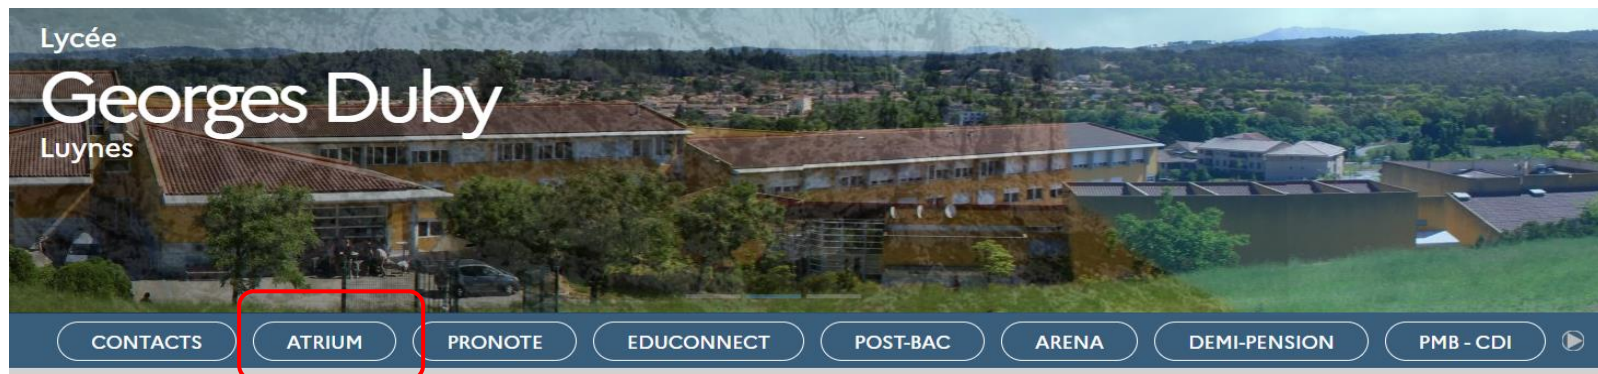 Lycée
Georges Duby
Luynes
CONTACTS ATRIUM PRONOTE EDUCONNECT POST-BAC ARENA DEMI-PENSION PMB - CDI